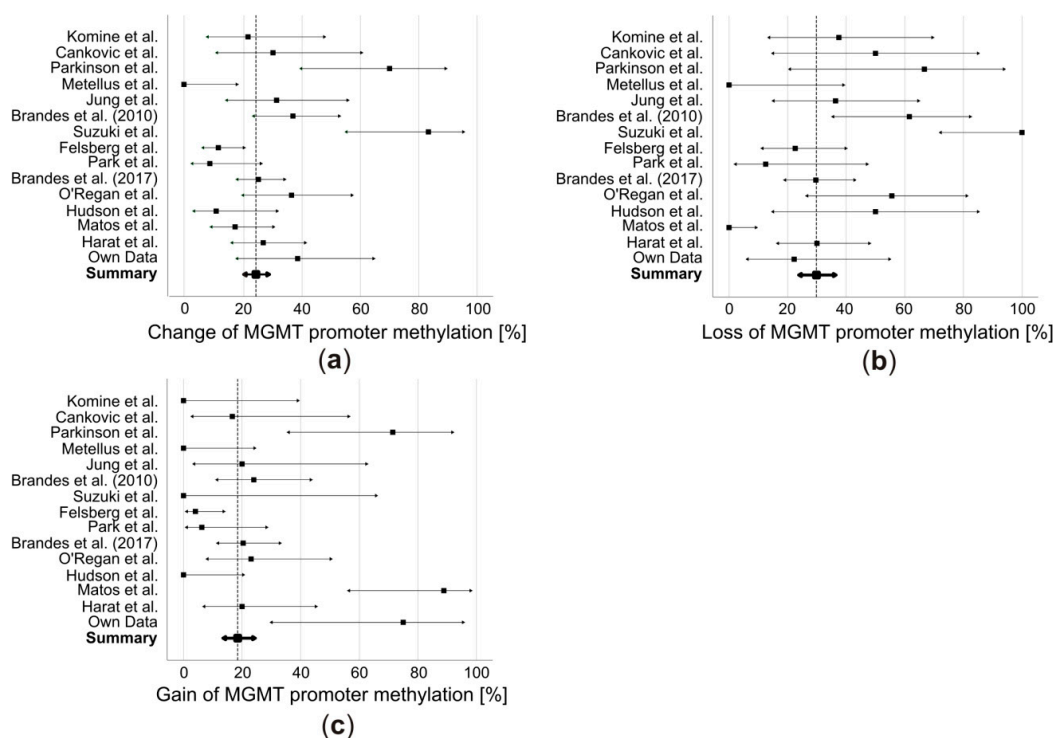 Komine et al.
Cankovic et al.
Parkinson et al.
Metellus et al.
Jung et al.
Brandes et al. (2010)
Suzuki et al.
Felsberg et al.
Park et al.
Brandes et al. (2017)
O'Regan et al.
Hudson et al.
Matos et al.
Harat et al.
Own Data
Summary
0 20 40 60 80 100
Change of MGMT promoter methylation [%]
(a)
Komine et al.
Cankovic et al.
Parkinson et al.
Metellus et al.
Jung et al.
Brandes et al. (2010)
Suzuki et al.
Felsberg et al.
Park et al.
Brandes et al. (2017)
O'Regan et al.
Hudson et al.
Matos et al.
Harat et al.
Own Data
Summary
0 20 40 60 80 100
Loss of MGMT promoter methylation [%]
(b)
Komine et al.
Cankovic et al.
Parkinson et al.
Metellus et al.
Jung et al.
Brandes et al. (2010)
Suzuki et al.
Felsberg et al.
Park et al.
Brandes et al. (2017)
O'Regan et al.
Hudson et al.
Matos et al.
Harat et al.
Own Data
Summary
0 20 40 60 80 100
Gain of MGMT promoter methylation [%]
(c)